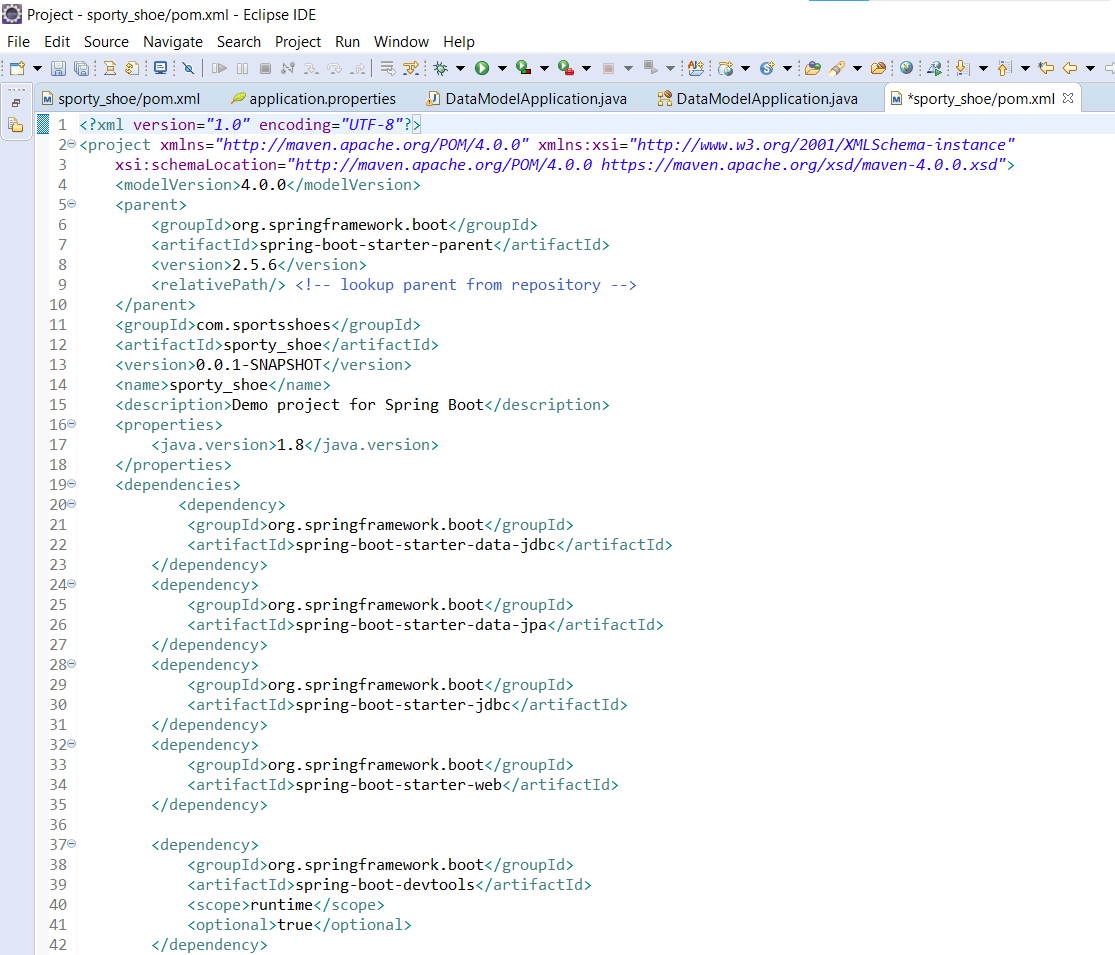 Project - sporty_shoe/pom.xml - Eclipse IDE
File Edit Source Navigate Search Project Run Window Help
sporty_shoe/pom.xml application.properties DataModelApplication.java DataModelApplication.java *sporty_shoe/pom.xml
1 <?xml version="1.0" encoding="UTF-8"?>
2 <project xmlns="http://maven.apache.org/POM/4.0.0" xmlns:xsi="http://www.w3.org/2001/XMLSchema-instance"
3 xsi:schemaLocation="http://maven.apache.org/POM/4.0.0 https://maven.apache.org/xsd/maven-4.0.0.xsd">
4 <modelVersion>4.0.0</modelVersion>
5 <parent>
6 <groupId>org.springframework.boot</groupId>
7 <artifactId>spring-boot-starter-parent</artifactId>
8 <version>2.5.6</version>
9 <relativePath/> <!-- lookup parent from repository -->
10 </parent>
11 <groupId>com.sportsshoes</groupId>
12 <artifactId>sporty_shoe</artifactId>
13 <version>0.0.1-SNAPSHOT</version>
14 <name>sporty_shoe</name>
15 <description>Demo project for Spring Boot</description>
16 <properties>
17 <java.version>1.8</java.version>
18 </properties>
19 <dependencies>
20 <dependency>
21 <groupId>org.springframework.boot</groupId>
22 <artifactId>spring-boot-starter-data-jdbc</artifactId>
23 </dependency>
24 <dependency>
25 <groupId>org.springframework.boot</groupId>
26 <artifactId>spring-boot-starter-data-jpa</artifactId>
27 </dependency>
28 <dependency>
29 <groupId>org.springframework.boot</groupId>
30 <artifactId>spring-boot-starter-jdbc</artifactId>
31 </dependency>
32 <dependency>
33 <groupId>org.springframework.boot</groupId>
34 <artifactId>spring-boot-starter-web</artifactId>
35 </dependency>
36
37 <dependency>
38 <groupId>org.springframework.boot</groupId>
39 <artifactId>spring-boot-devtools</artifactId>
40 <scope>runtime</scope>
41 <optional>true</optional>
42 </dependency>